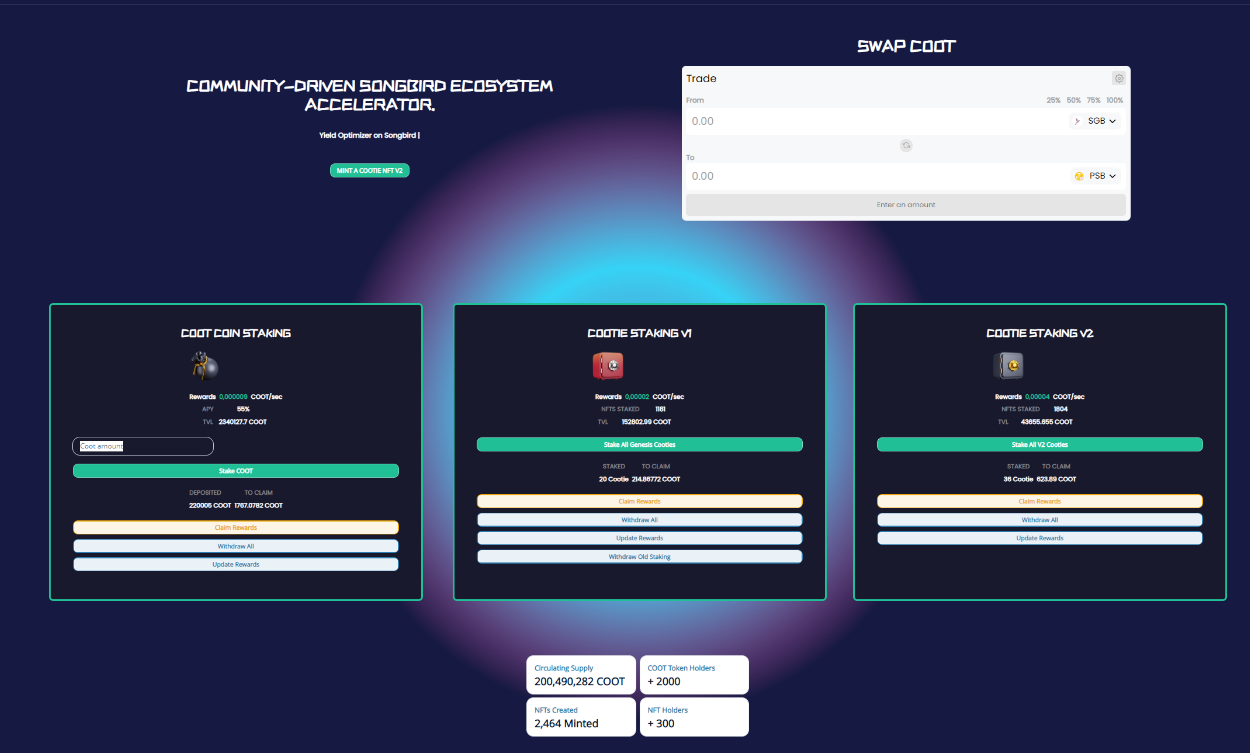 COMMUNITY-DRIVEN SONGBIRD ECOSYSTEM
ACCELERATOR.
Yield Optimizer on Songbird |
MINT A COOTIE NFT V2
SWAP COOT
Trade
From
25% 50% 75% 100%
0.00
SGB
To
0.00
PSB
Enter an amount
COOT COIN STAKING
Rewards 0,000009 COOT/sec
APY 55%
TVL 2340127.7 COOT
Coot amount
Stake COOT
DEPOSITED TO CLAIM
220005 COOT 1767.0782 COOT
Claim Rewards
Withdraw All
Update Rewards
COOTIE STAKING V1
Rewards 0,00002 COOT/sec
NFTS STAKED 1181
TVL 152802.99 COOT
Stake All Genesis Cooties
STAKED TO CLAIM
20 Cootie 214.86772 COOT
Claim Rewards
Withdraw All
Update Rewards
Withdraw Old Staking
COOTIE STAKING V2
Rewards 0,00004 COOT/sec
NFTS STAKED 1804
TVL 43655.655 COOT
Stake All V2 Cooties
STAKED TO CLAIM
36 Cootie 623.89 COOT
Claim Rewards
Withdraw All
Update Rewards
Circulating Supply
200,490,282 COOT
COOT Token Holders
+ 2000
NFTs Created
2,464 Minted
NFT Holders
+ 300